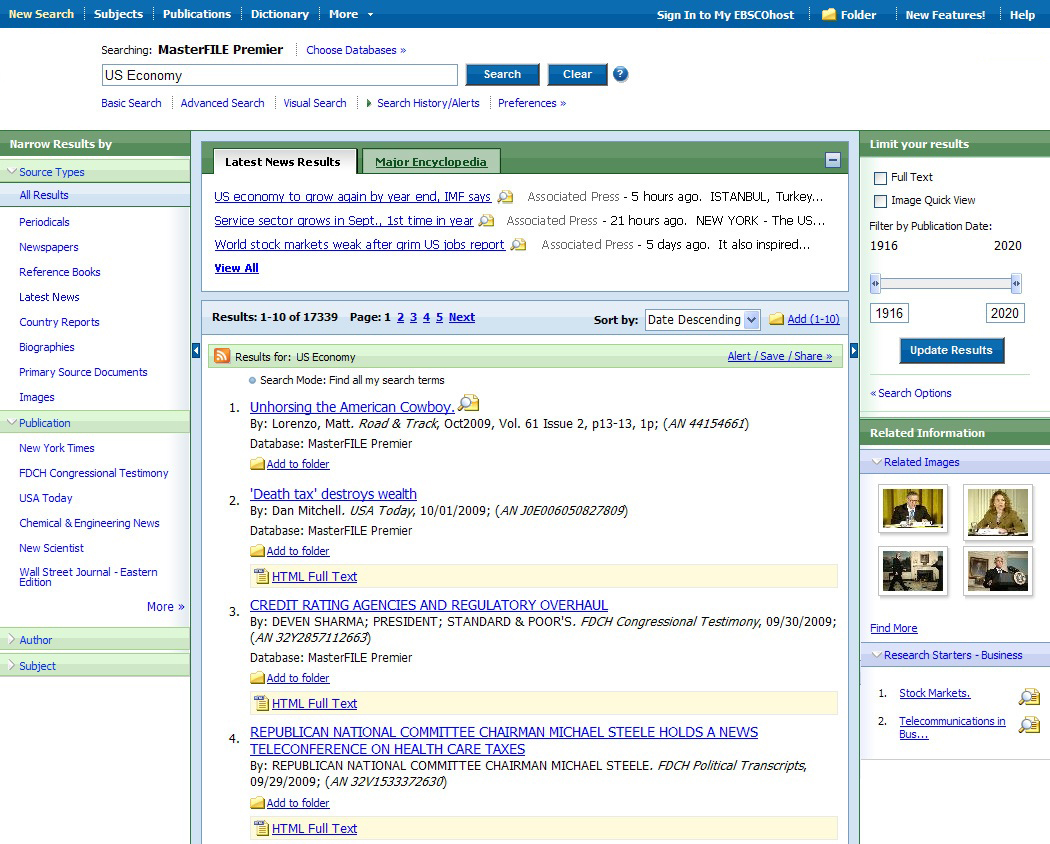 New Search Subjects Publications Dictionary More Sign In to My EBSCOhost Folder New Features! Help
Searching: MasterFILE Premier Choose Databases »
US Economy Search Clear ?
Basic Search Advanced Search Visual Search Search History/Alerts Preferences »
Narrow Results by
Source Types
All Results
Periodicals
Newspapers
Reference Books
Latest News
Country Reports
Biographies
Primary Source Documents
Images
Publication
New York Times
FDCH Congressional Testimony
USA Today
Chemical & Engineering News
New Scientist
Wall Street Journal - Eastern
Edition
More »
Author
Subject
Latest News Results Major Encyclopedia
US economy to grow again by year end, IMF says Associated Press - 5 hours ago. ISTANBUL, Turkey...
Service sector grows in Sept., 1st time in year Associated Press - 21 hours ago. NEW YORK - The US...
World stock markets weak after grim US jobs report Associated Press - 5 days ago. It also inspired...
View All
Results: 1-10 of 17339 Page: 1 2 3 4 5 Next Sort by: Date Descending Add (1-10)
Results for: US Economy Alert / Save / Share »
Search Mode: Find all my search terms
1. Unhorsing the American Cowboy.
By: Lorenzo, Matt. Road & Track, Oct2009, Vol. 61 Issue 2, p13-13, 1p; (AN 44154661)
Database: MasterFILE Premier
Add to folder
2. 'Death tax' destroys wealth
By: Dan Mitchell. USA Today, 10/01/2009; (AN J0E006050827809)
Database: MasterFILE Premier
Add to folder
HTML Full Text
3. CREDIT RATING AGENCIES AND REGULATORY OVERHAUL
By: DEVEN SHARMA; PRESIDENT; STANDARD & POOR'S. FDCH Congressional Testimony, 09/30/2009;
(AN 32Y2857112663)
Database: MasterFILE Premier
Add to folder
HTML Full Text
4. REPUBLICAN NATIONAL COMMITTEE CHAIRMAN MICHAEL STEELE HOLDS A NEWS
TELECONFERENCE ON HEALTH CARE TAXES
By: REPUBLICAN NATIONAL COMMITTEE CHAIRMAN MICHAEL STEELE. FDCH Political Transcripts,
09/29/2009; (AN 32V1533372630)
Add to folder
HTML Full Text
Limit your results
Full Text
Image Quick View
Filter by Publication Date:
1916 2020
1916 2020
Update Results
« Search Options
Related Information
Related Images
Find More
Research Starters - Business
1. Stock Markets.
2. Telecommunications in
Bus...